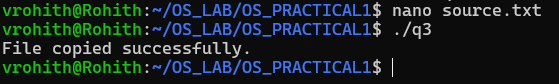 vrohith@Rohith:~/OS_LAB/OS_PRACTICAL1$ nano source.txt
vrohith@Rohith:~/OS_LAB/OS_PRACTICAL1$ ./q3
File copied successfully.
vrohith@Rohith:~/OS_LAB/OS_PRACTICAL1$